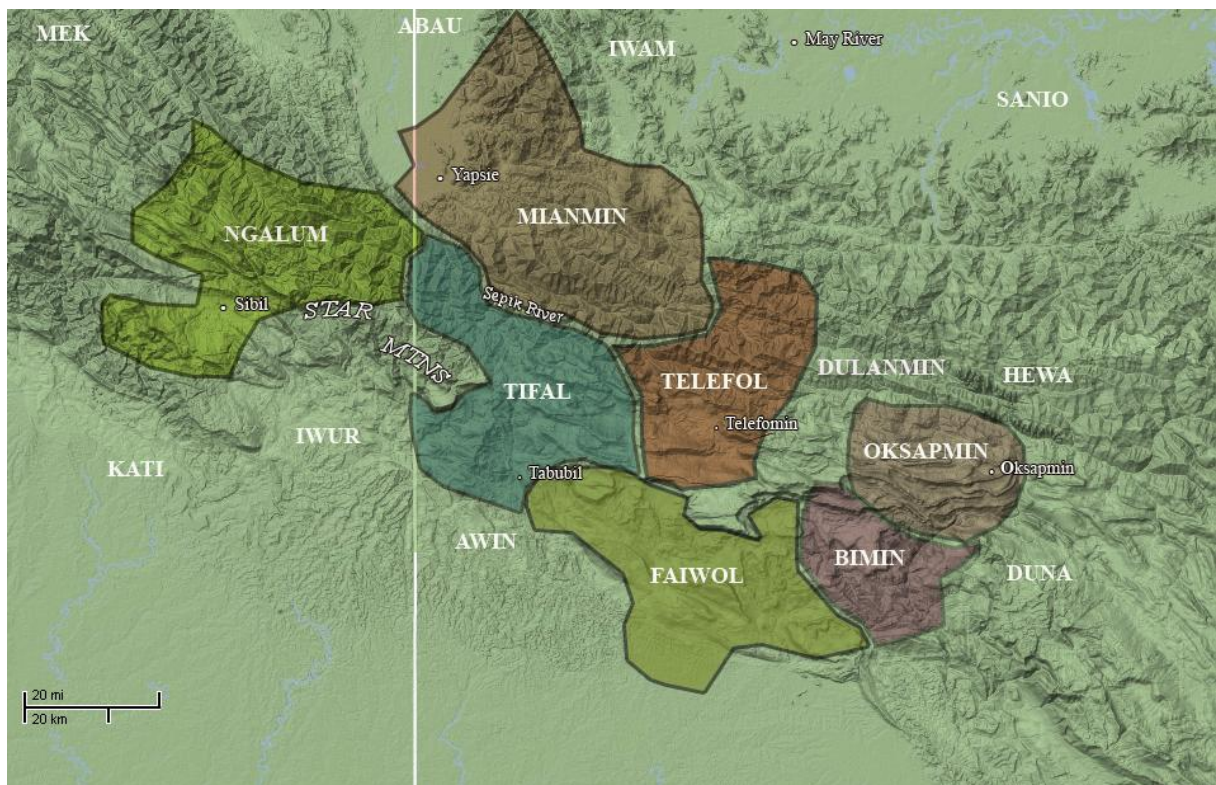 MEK
ABAU
IWAM
May River
SANIO
Yapsie
MIANMIN
NGALUM
Sibil
STAR
MTNS
Sepik River
TIFAL
TELEFOL
DULANMIN
HEWA
Telefomin
OKSAPMIN
Oksapmin
IWUR
KATI
Tabubil
AWIN
FAIWOL
BIMIN
DUNA
20 mi
20 km